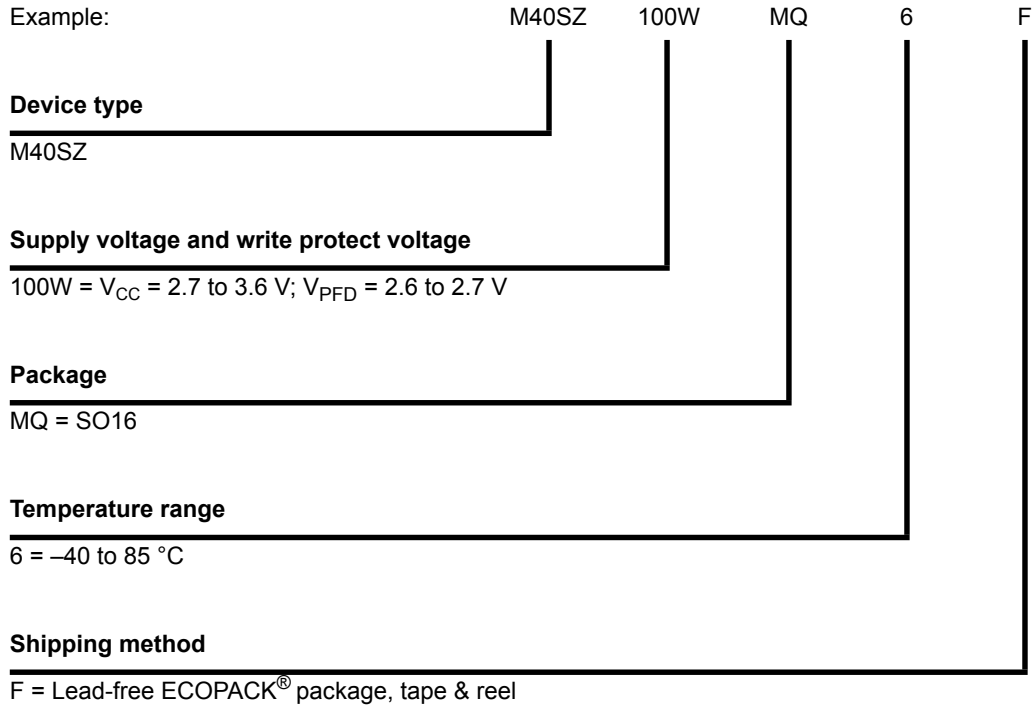 Example: M40SZ 100W MQ 6 F
Device type
M40SZ
Supply voltage and write protect voltage
100W = VCC = 2.7 to 3.6 V; VPFD = 2.6 to 2.7 V
Package
MQ = SO16
Temperature range
6 = –40 to 85 °C
Shipping method
F = Lead-free ECOPACK® package, tape & reel